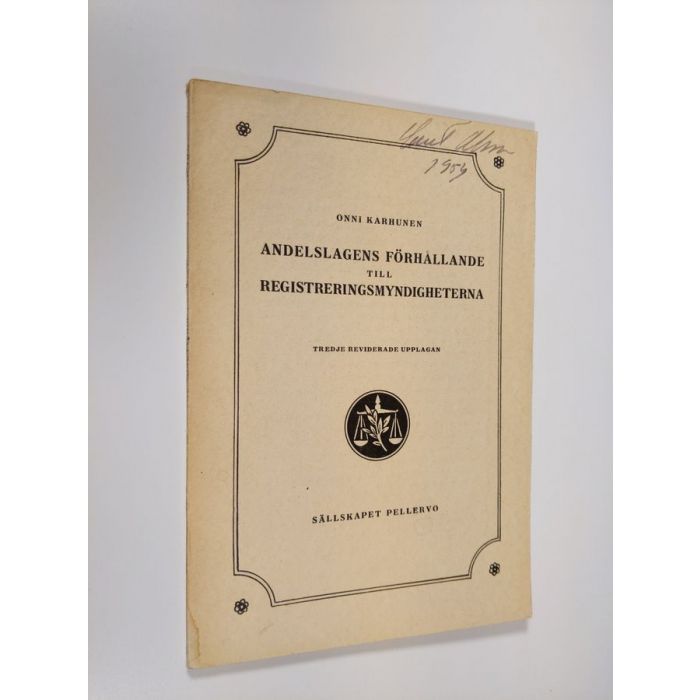 1959
ONNI KARHUNEN
ANDELSLAGENS FÖRHÅLLANDE
TILL
REGISTRERINGSMYNDIGHETERNA
TREDJE REVIDERADE UPPLAGAN
SÄLLSKAPET PELLERVO